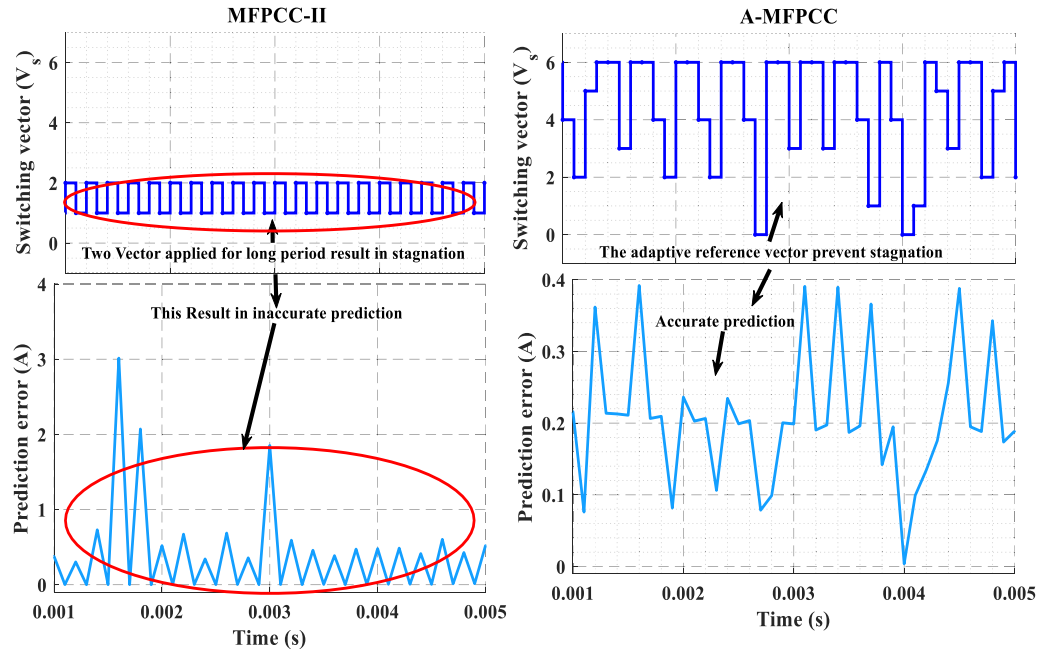 MFPCC-II
Switching vector (Vs)
6
4
2
0
Two Vector applied for long period result in stagnation
This Result in inaccurate prediction
Prediction error (A)
4
3
2
1
0
0.001
0.002
0.003
0.004
0.005
Time (s)
A-MFPCC
Switching vector (Vs)
6
4
2
0
The adaptive reference vector prevent stagnation
Accurate prediction
Prediction error (A)
0.4
0.3
0.2
0.1
0
0.001
0.002
0.003
0.004
0.005
Time (s)